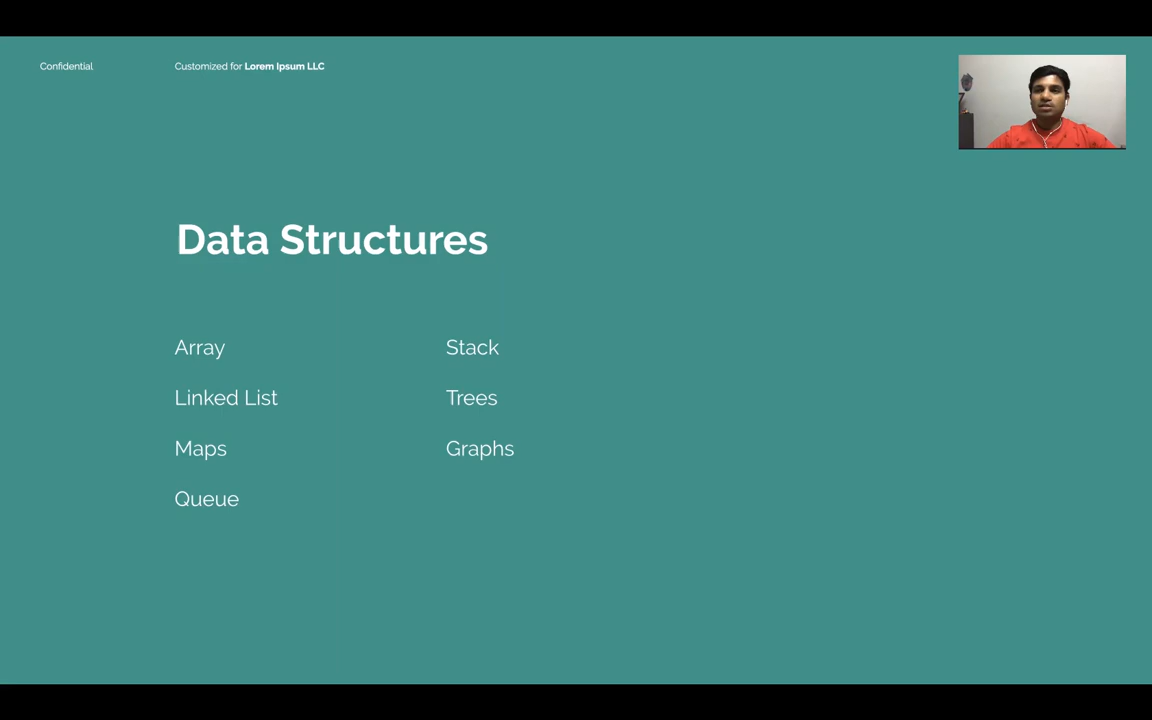 Confidential
Customized for Lorem Ipsum LLC
Data Structures
Array
Linked List
Maps
Queue
Stack
Trees
Graphs